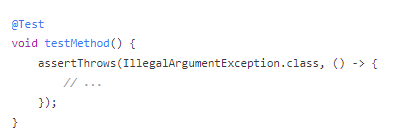 @Test
void testMethod() {
    assertThrows(IllegalArgumentException.class, () -> {
        // ...
    });
}